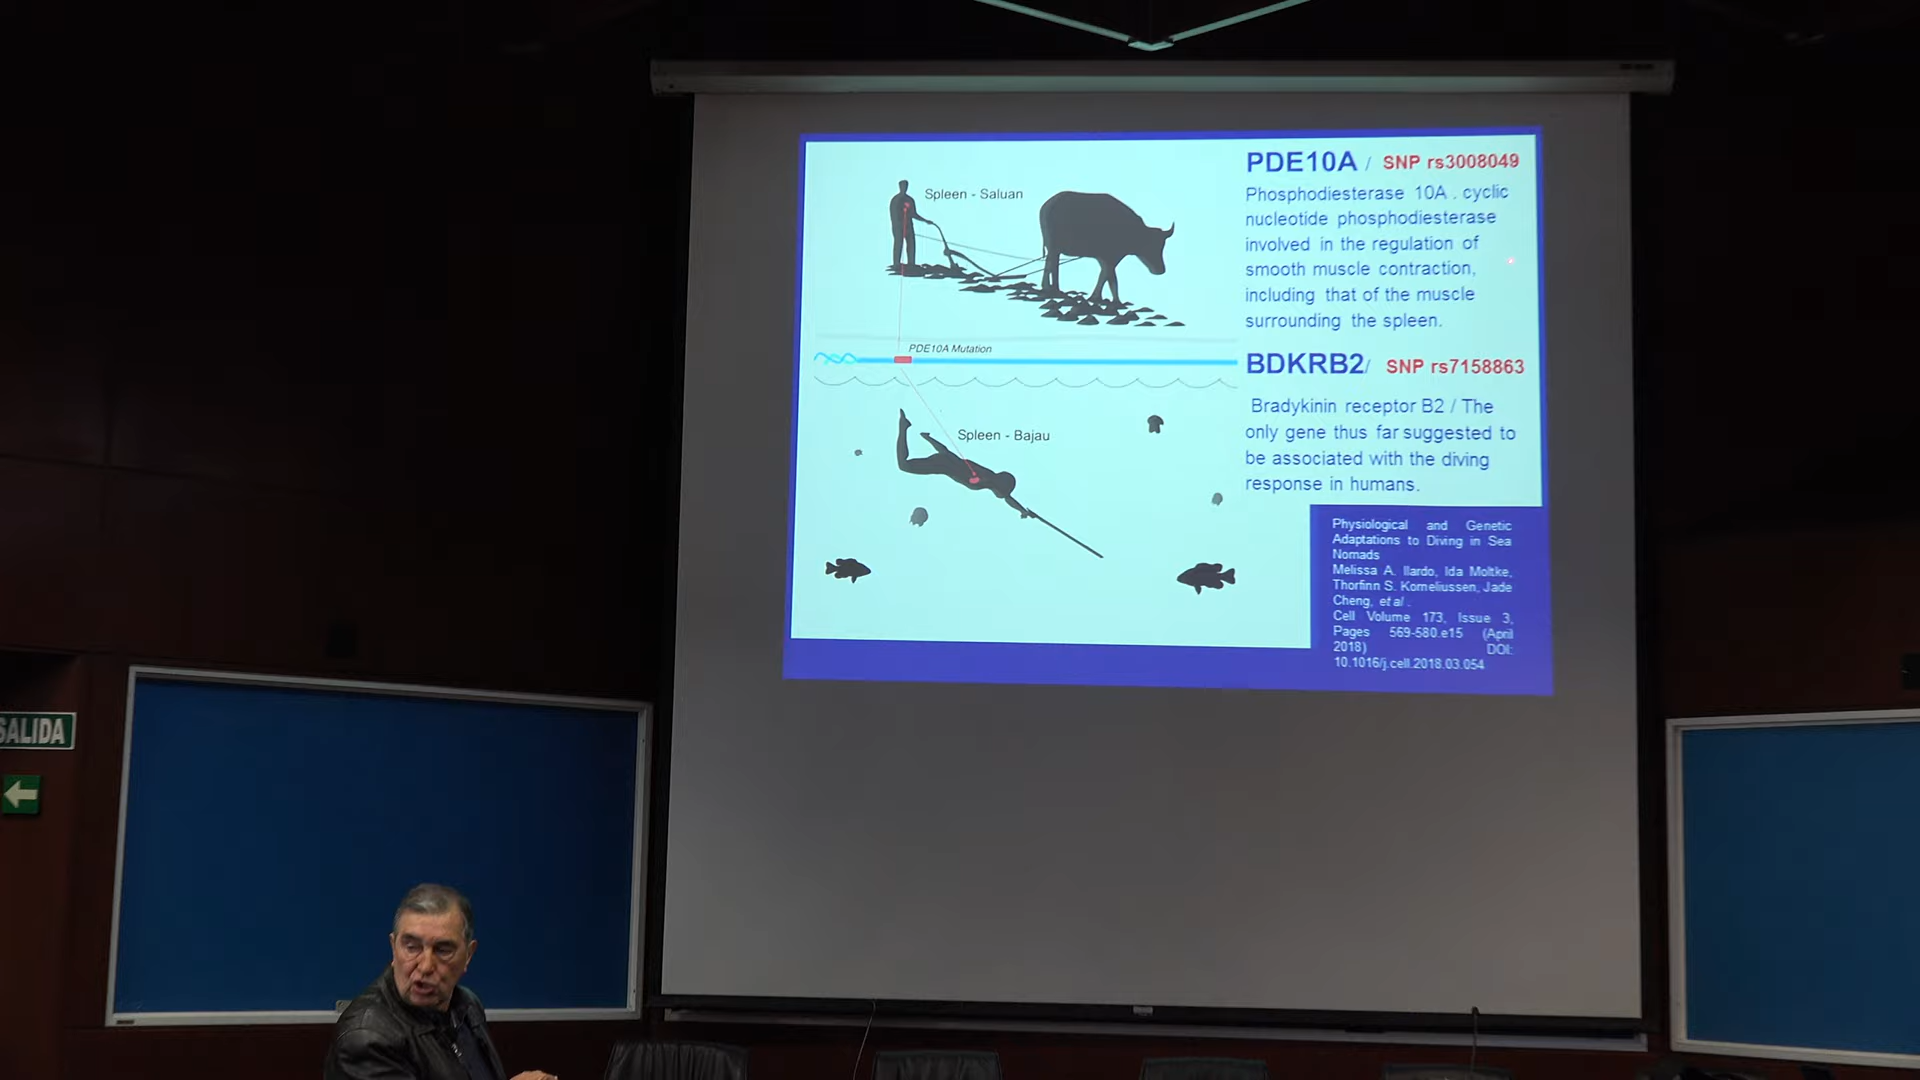 Spleen - Saluan
PDE10A Mutation
Spleen - Bajau
PDE10A / SNP rs3008049
Phosphodiesterase 10A . cyclic
nucleotide phosphodiesterase
involved in the regulation of
smooth muscle contraction,
including that of the muscle
surrounding the spleen.
BDKRB2/ SNP rs7158863
Bradykinin receptor B2 / The
only gene thus far suggested to
be associated with the diving
response in humans.
Physiological and Genetic
Adaptations to Diving in Sea
Nomads
Melissa A. Ilardo, Ida Moltke,
Thorfinn S. Korneliussen, Jade
Cheng, et al .
Cell Volume 173, Issue 3,
Pages 569-580.e15 (April
2018) DOI:
10.1016/j.cell.2018.03.054
SALIDA